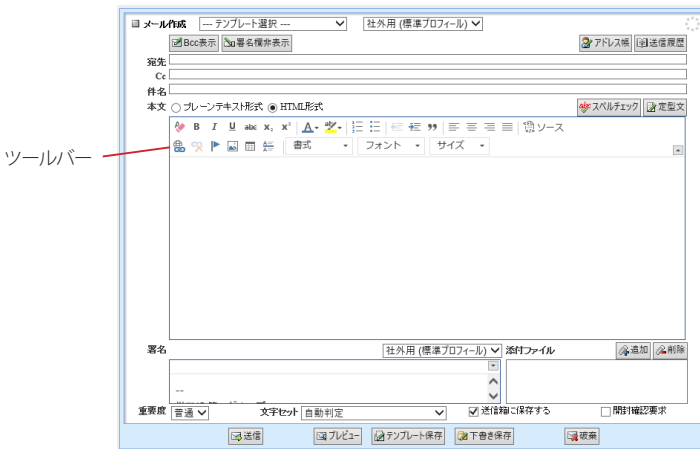 メール作成 --- テンプレート選択 --- 社外用 (標準プロフィール)
Bcc表示 署名欄非表示 アドレス帳 送信履歴
宛先
Cc
件名
本文 プレーンテキスト形式 HTML形式 abc スペルチェック 定型文
B I U abc x₂ x² A ab ソース
ツールバー
書式 フォント サイズ
署名 社外用 (標準プロフィール) 添付ファイル 追加 削除
--
重要度 普通 文字セット 自動判定 送信箱に保存する 開封確認要求
送信 プレビュー テンプレート保存 下書き保存 破棄